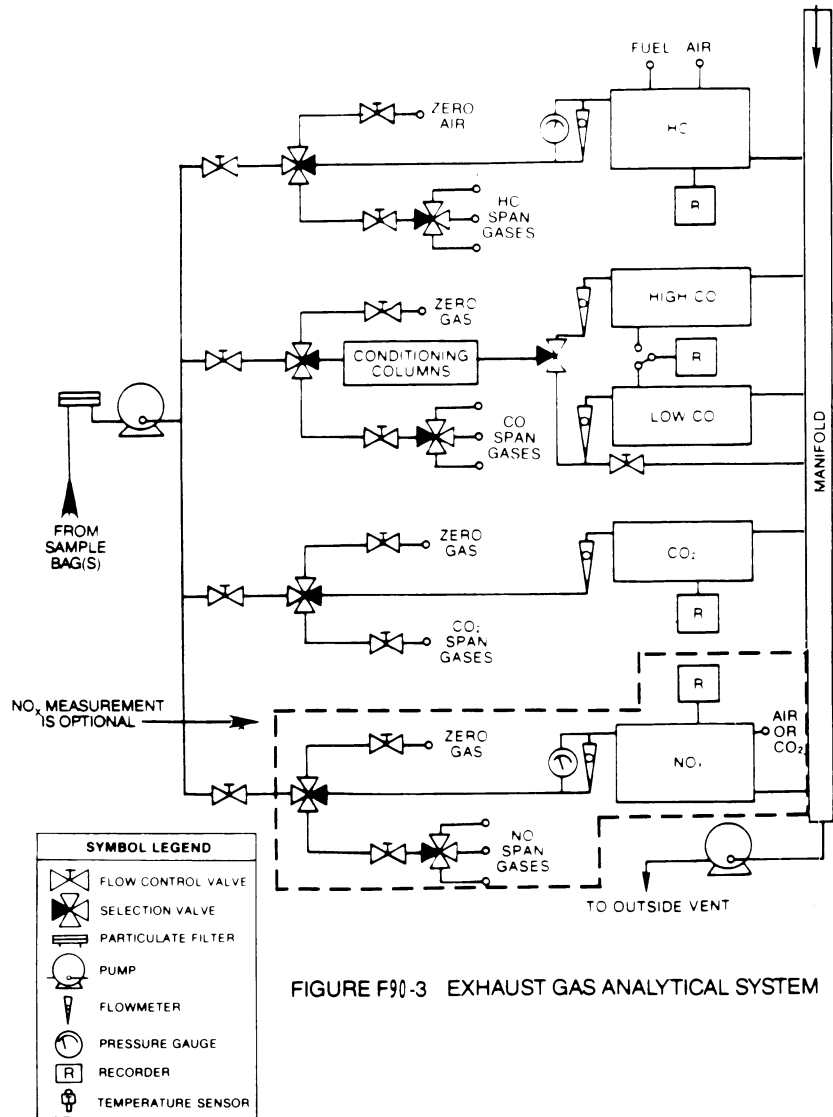 FUEL AIR
ZERO
AIR
HC
R
HC
SPAN
GASES
ZERO
GAS
HIGH CO
CONDITIONING
COLUMNS
R
LOW CO
CO
SPAN
GASES
MANIFOLD
FROM
SAMPLE
BAG(S)
ZERO
GAS
CO₂
R
CO₂
SPAN
GASES
NOₓ MEASUREMENT
IS OPTIONAL
R
ZERO
GAS
AIR
OR
CO₂
NOₓ
NO
SPAN
GASES
TO OUTSIDE VENT
SYMBOL LEGEND
FLOW CONTROL VALVE
SELECTION VALVE
PARTICULATE FILTER
PUMP
FLOWMETER
PRESSURE GAUGE
R RECORDER
TEMPERATURE SENSOR
FIGURE F90-3 EXHAUST GAS ANALYTICAL SYSTEM